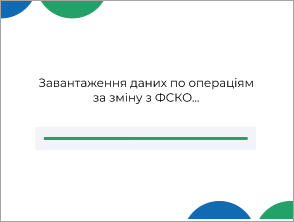 Завантаження даних по операціям
за зміну з ФСКО...